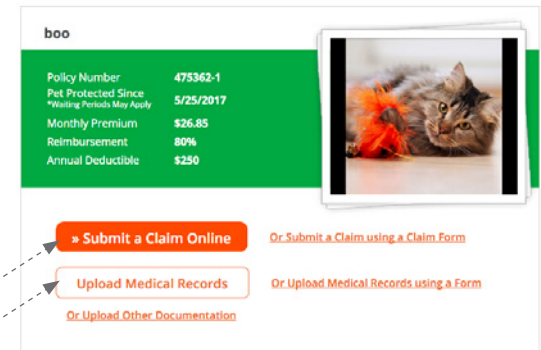 boo
Policy Number 475362-1
Pet Protected Since 5/25/2017
*Waiting Periods May Apply
Monthly Premium $26.85
Reimbursement 80%
Annual Deductible $250
» Submit a Claim Online Or Submit a Claim using a Claim Form
Upload Medical Records Or Upload Medical Records using a Form
Or Upload Other Documentation